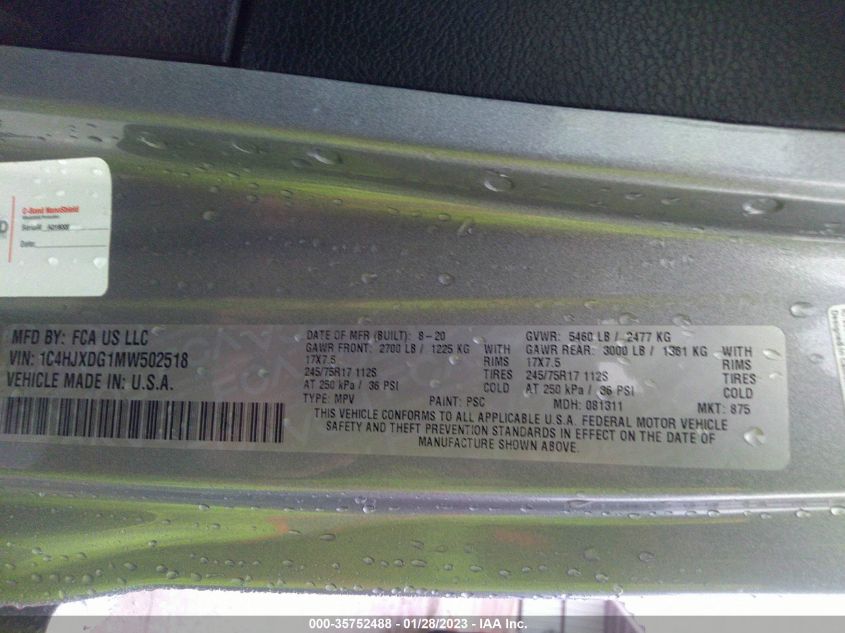 C-Bond NanoShield
Serial#:
Date:
MFD BY: FCA US LLC
VIN: 1C4HJXDG1MW502518
VEHICLE MADE IN: U.S.A.
DATE OF MFR (BUILT): 8-20
GAWR FRONT: 2700 LB / 1225 KG WITH
17X7.5 RIMS
245/75R17 112S TIRES
AT 250 kPa / 36 PSI COLD
TYPE: MPV PAINT: PSC
GVWR: 5460 LB / 2477 KG
GAWR REAR: 3000 LB / 1361 KG WITH
17X7.5 RIMS
245/75R17 112S TIRES
AT 250 kPa / 36 PSI COLD
MDH: 081311 MKT: 875
THIS VEHICLE CONFORMS TO ALL APPLICABLE U.S.A. FEDERAL MOTOR VEHICLE
SAFETY AND THEFT PREVENTION STANDARDS IN EFFECT ON THE DATE OF
MANUFACTURE SHOWN ABOVE.
000-35752488 - 01/28/2023 - IAA Inc.